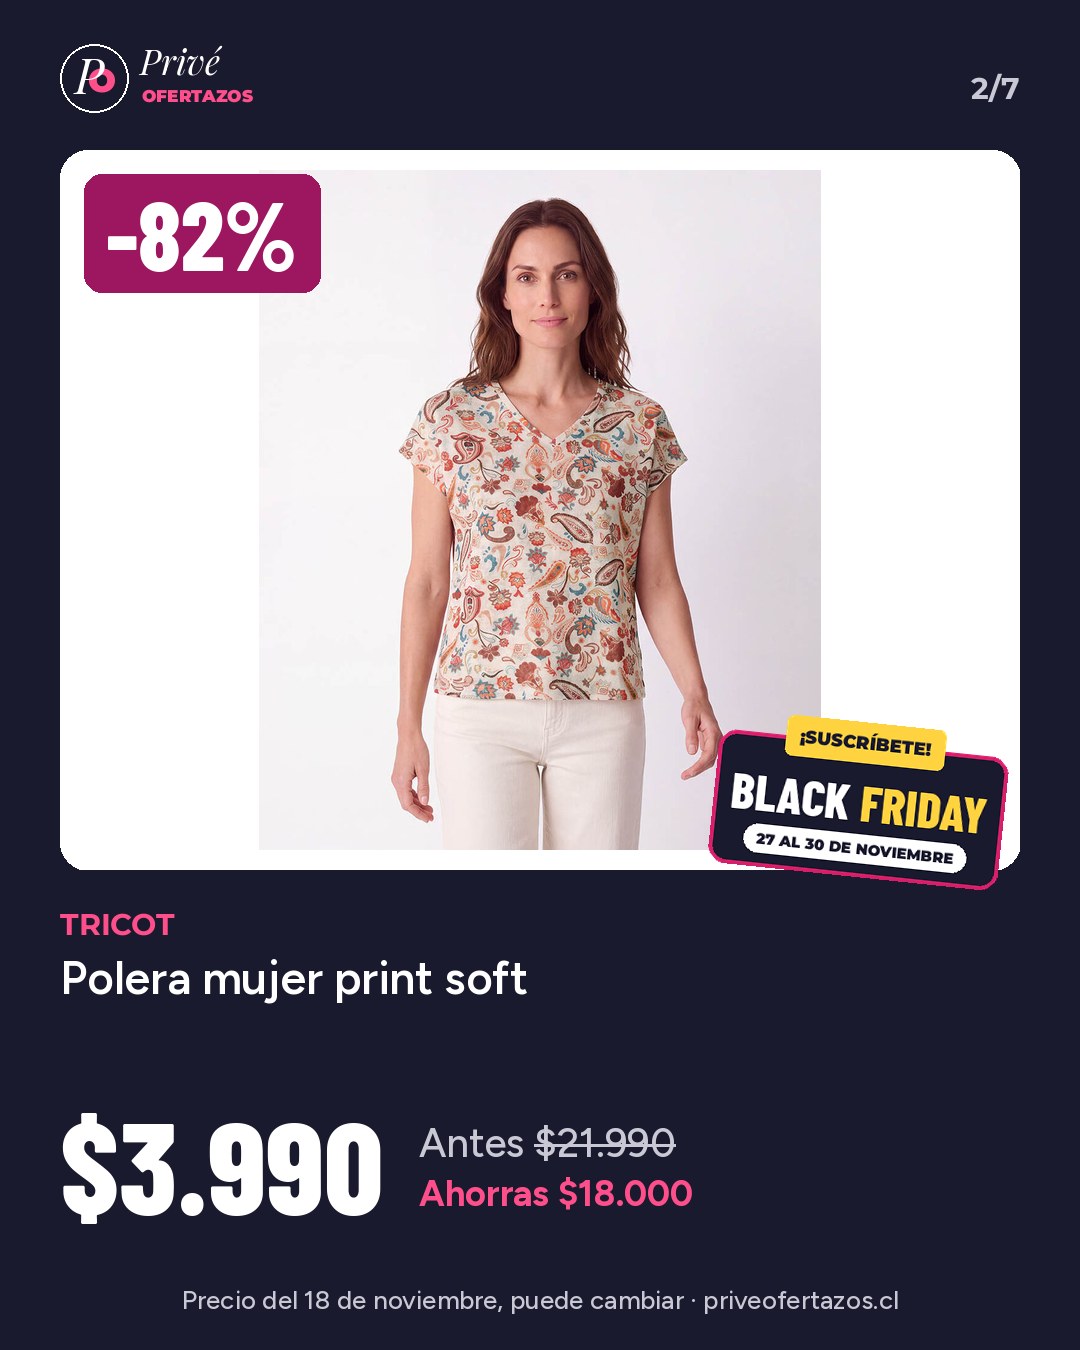 Privé
OFERTAZOS
2/7
-82%
¡SUSCRÍBETE!
BLACK FRIDAY
27 AL 30 DE NOVIEMBRE
TRICOT
Polera mujer print soft
$3.990
Antes $21.990
Ahorras $18.000
Precio del 18 de noviembre, puede cambiar · priveofertazos.cl